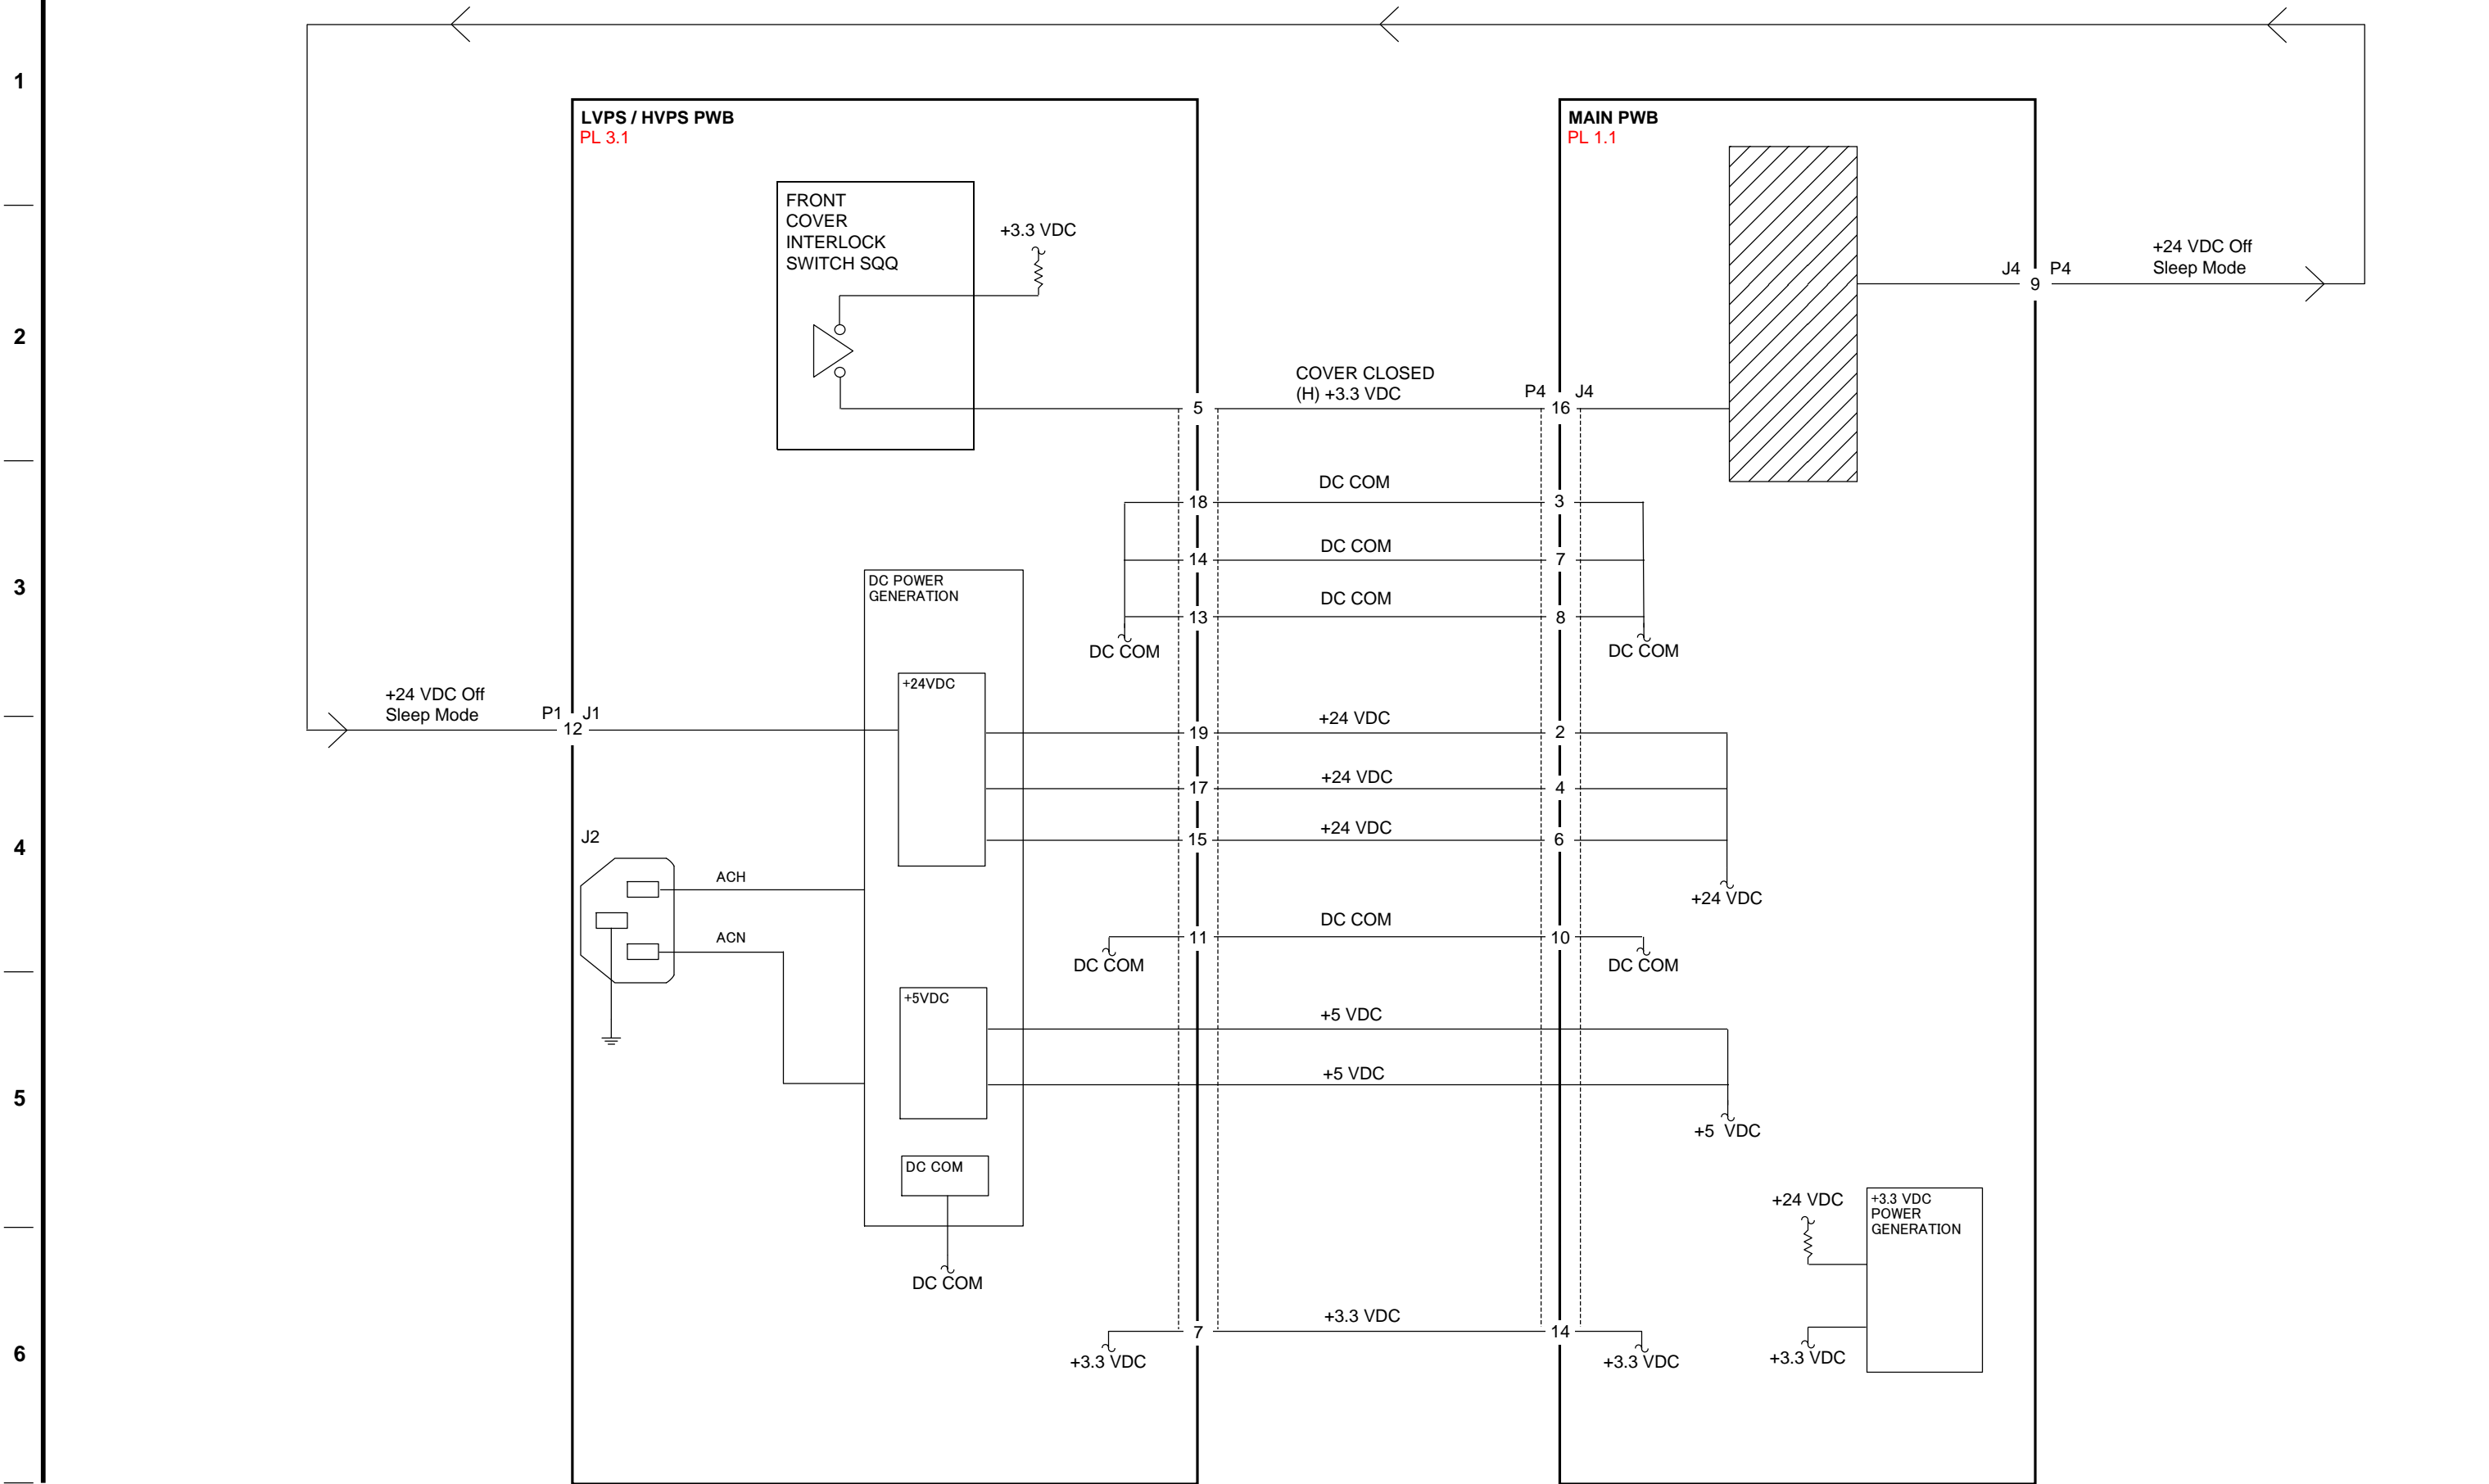 1
2
3
4
5
6
LVPS / HVPS PWB
PL 3.1
FRONT
COVER
INTERLOCK
SWITCH SQQ
+3.3 VDC
MAIN PWB
PL 1.1
J4
P4
9
+24 VDC Off
Sleep Mode
5
COVER CLOSED
(H) +3.3 VDC
P4
J4
16
18
DC COM
3
14
DC COM
7
13
DC COM
8
DC COM
DC COM
DC POWER
GENERATION
+24VDC
+24 VDC Off
Sleep Mode
P1
J1
12
19
+24 VDC
2
17
+24 VDC
4
15
+24 VDC
6
+24 VDC
J2
ACH
ACN
11
DC COM
10
DC COM
DC COM
+5VDC
+5 VDC
+5 VDC
+5 VDC
DC COM
DC COM
+24 VDC
+3.3 VDC
POWER
GENERATION
+3.3 VDC
7
+3.3 VDC
14
+3.3 VDC
+3.3 VDC